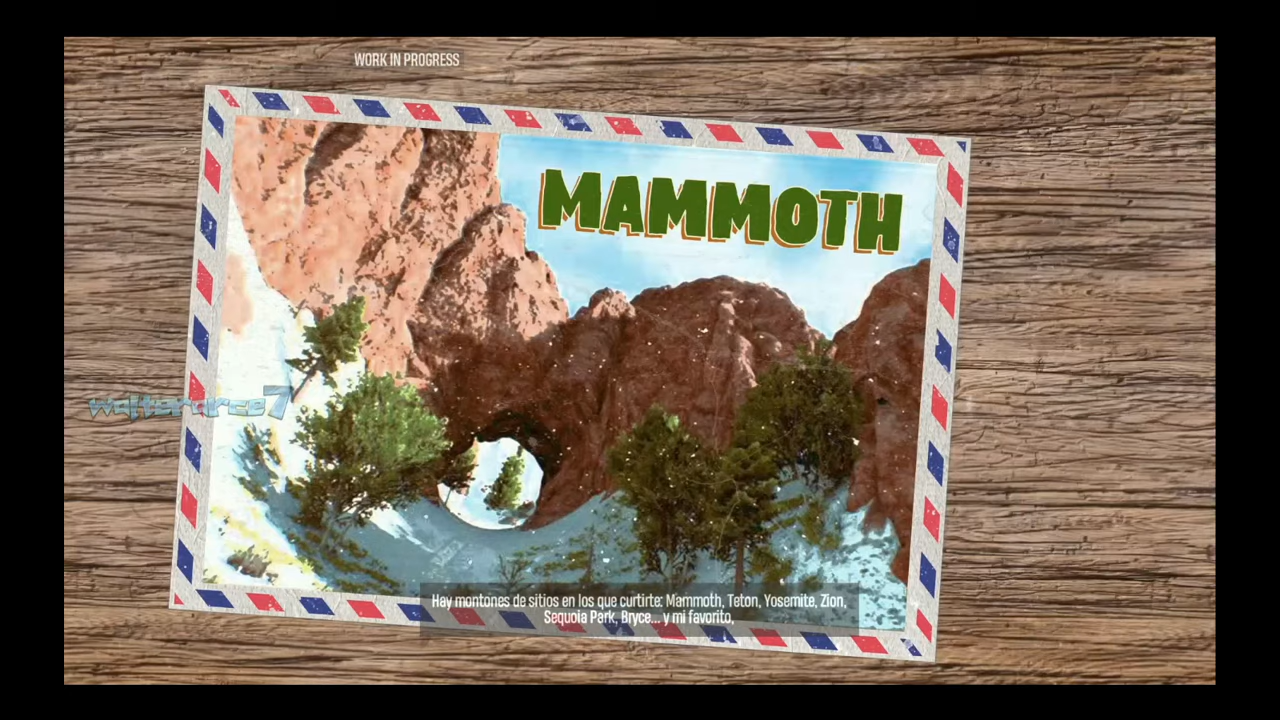 WORK IN PROGRESS
MAMMOTH
walterarce7
Hay montones de sitios en los que curtirte: Mammoth, Teton, Yosemite, Zion,
Sequoia Park, Bryce... y mi favorito,